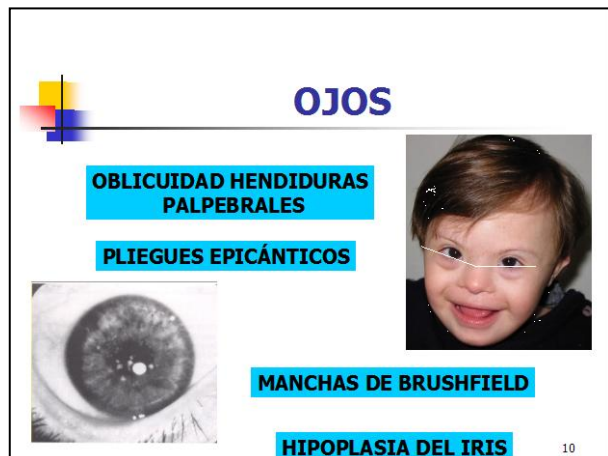 OJOS
OBLICUIDAD HENDIDURAS
PALPEBRALES
PLIEGUES EPICÁNTICOS
MANCHAS DE BRUSHFIELD
HIPOPLASIA DEL IRIS
10